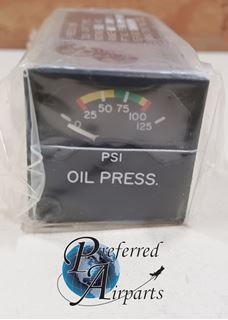 0 25 50 75 100 125
PSI
OIL PRESS.
Preferred
Airparts